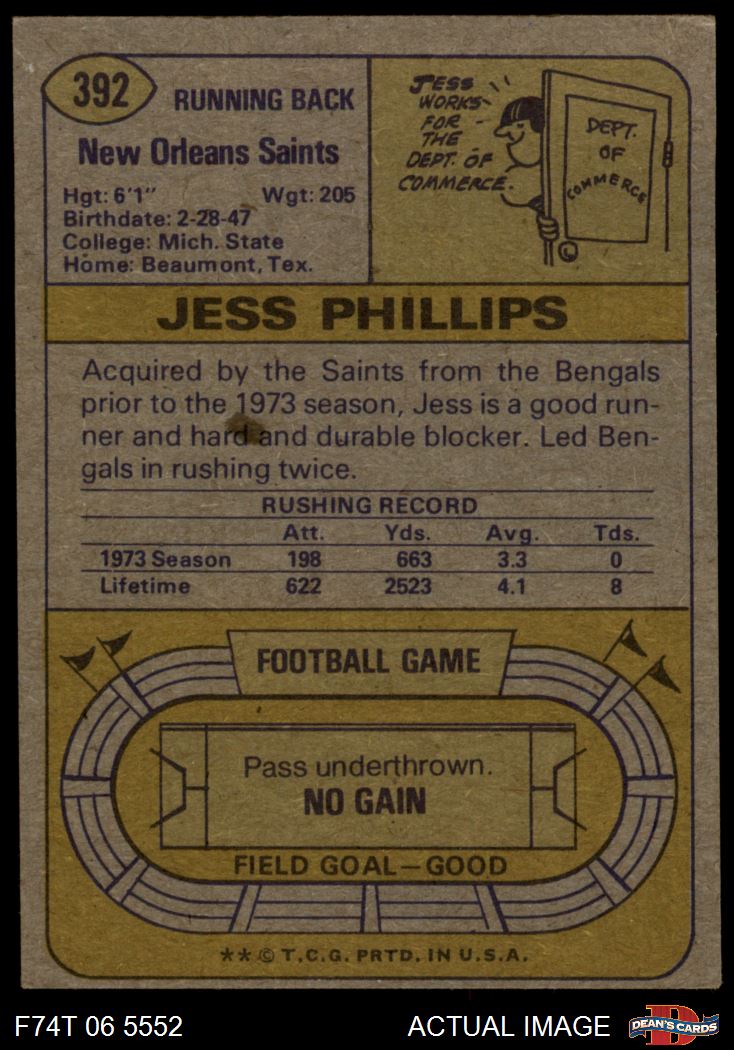 392
RUNNING BACK
New Orleans Saints
Hgt: 6'1" Wgt: 205
Birthdate: 2-28-47
College: Mich. State
Home: Beaumont, Tex.
JESS
WORKS
FOR
THE
DEPT. OF
COMMERCE.
DEPT.
OF
COMMERCE
JESS PHILLIPS
Acquired by the Saints from the Bengals
prior to the 1973 season, Jess is a good run-
ner and hard and durable blocker. Led Ben-
gals in rushing twice.
RUSHING RECORD
Att. Yds. Avg. Tds.
1973 Season 198 663 3.3 0
Lifetime 622 2523 4.1 8
FOOTBALL GAME
Pass underthrown.
NO GAIN
FIELD GOAL—GOOD
** © T.C.G. PRTD. IN U.S.A.
F74T 06 5552 ACTUAL IMAGE
DEAN'S CARDS